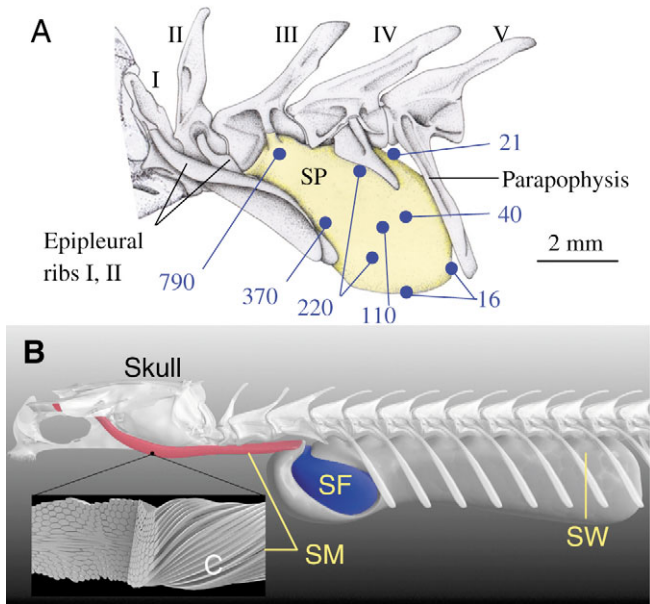 A
I
II
III
IV
V
SP
21
Parapophysis
40
Epipleural
ribs I, II
790
370
220
110
16
2 mm
B
Skull
SF
C
SM
SW